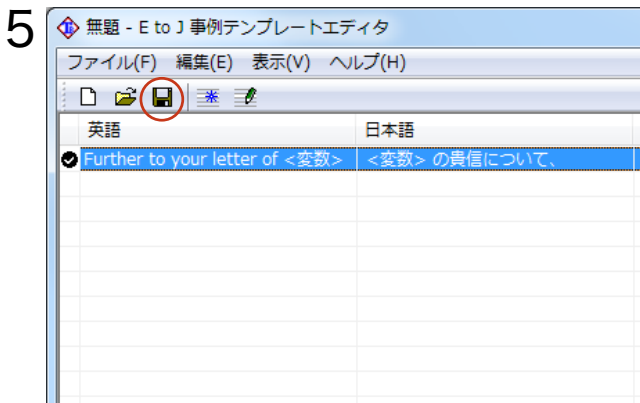 5
無題 - E to J 事例テンプレートエディタ
ファイル(F) 編集(E) 表示(V) ヘルプ(H)
英語 日本語
Further to your letter of <変数> <変数> の貴信について、